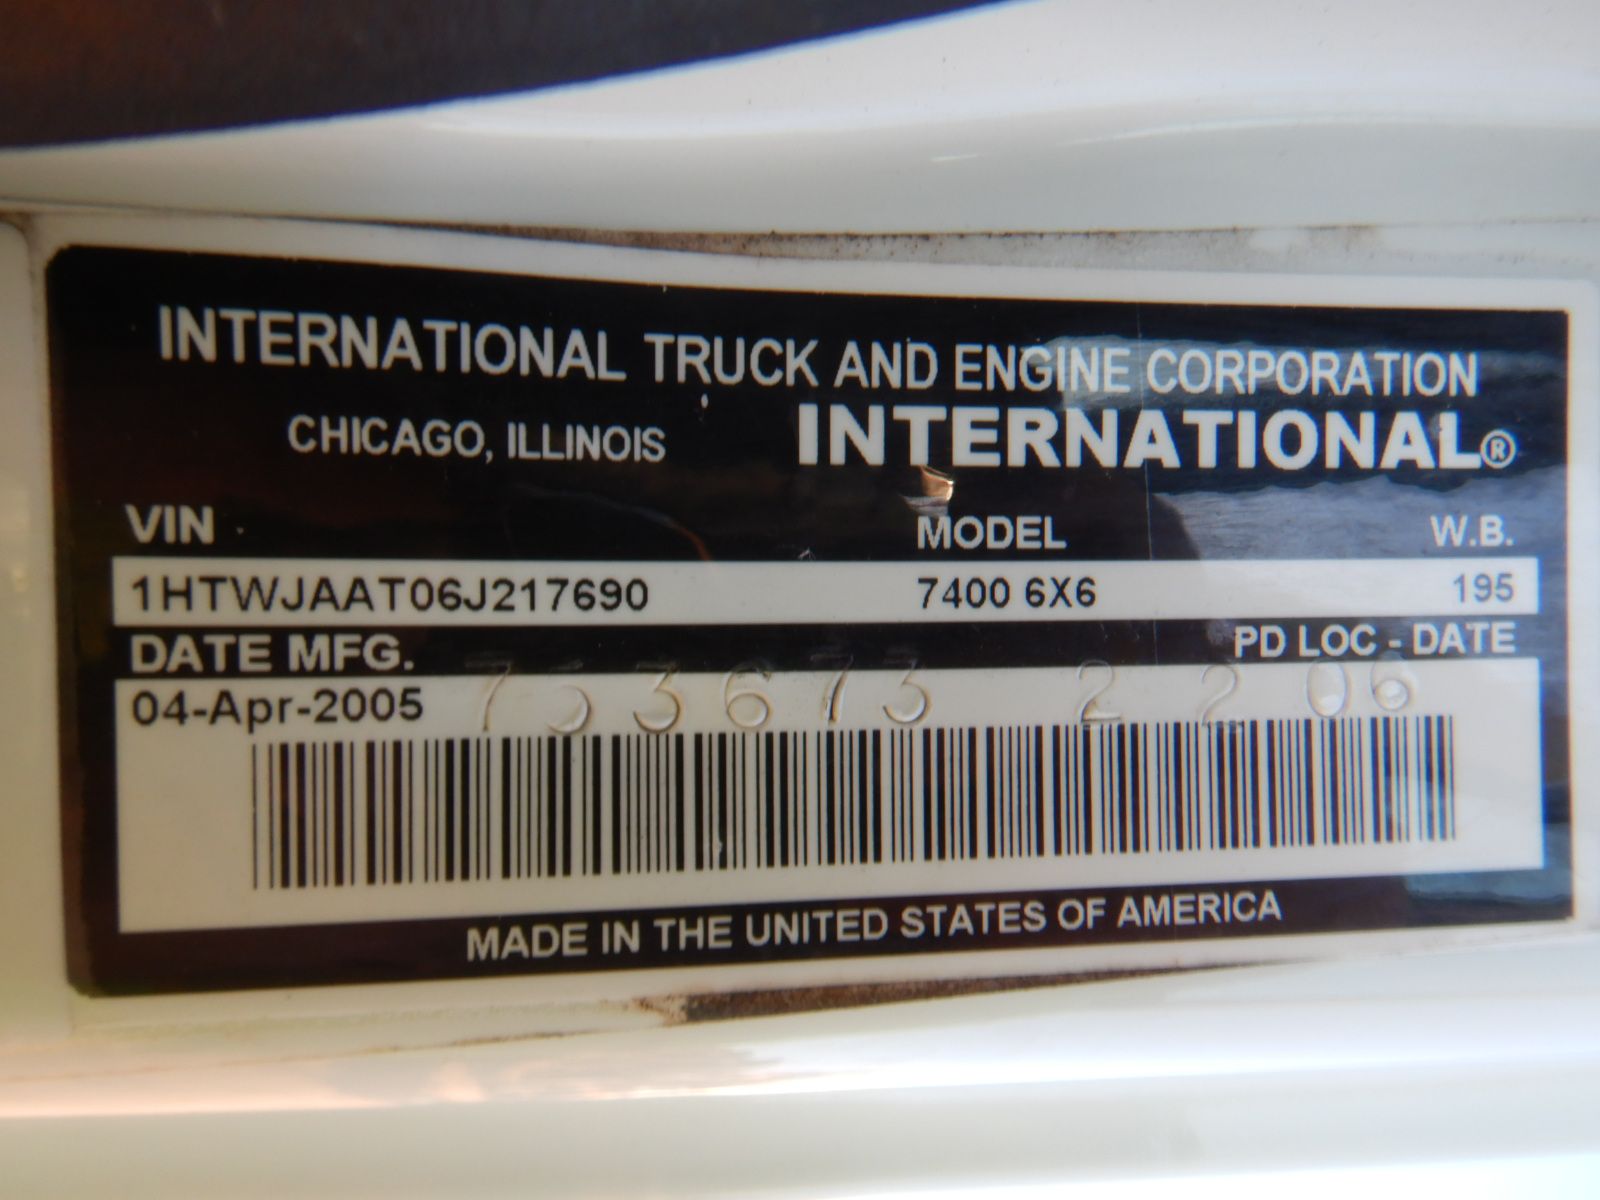 INTERNATIONAL TRUCK AND ENGINE CORPORATION
CHICAGO, ILLINOIS INTERNATIONAL®
VIN MODEL W.B.
1HTWJAAT06J217690 7400 6X6 195
DATE MFG. PD LOC - DATE
04-Apr-2005 753673 2 2 06
MADE IN THE UNITED STATES OF AMERICA